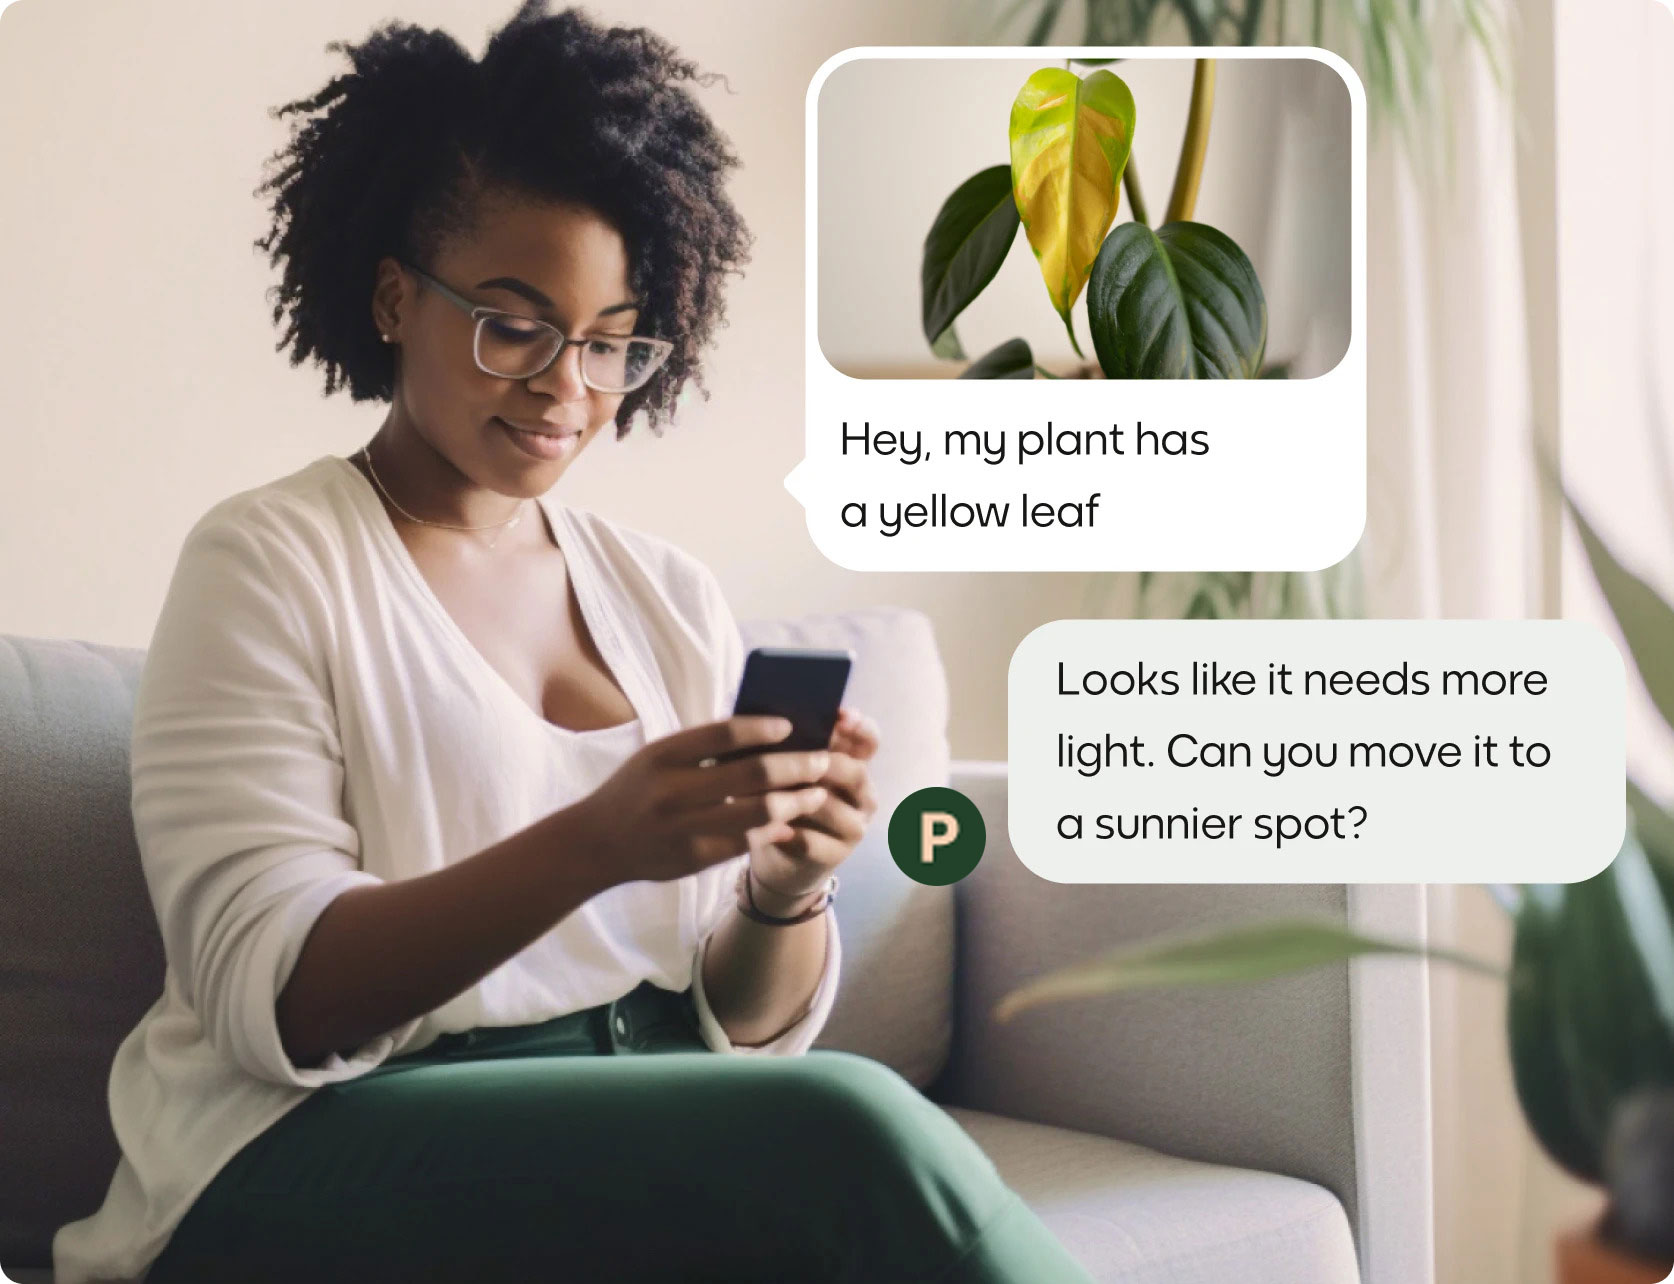 Hey, my plant has
a yellow leaf
Looks like it needs more
light. Can you move it to
a sunnier spot?
P